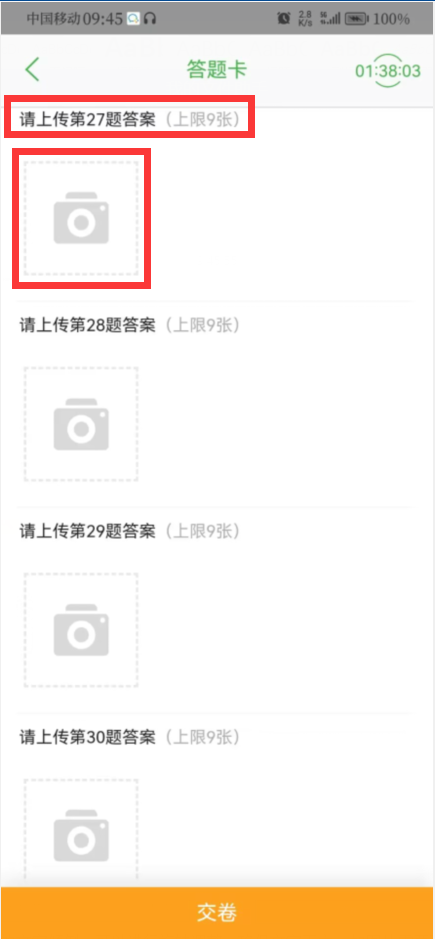 中国移动 09:45 2.8 K/s 100%
答题卡 01:38:03
请上传第27题答案（上限9张）
请上传第28题答案（上限9张）
请上传第29题答案（上限9张）
请上传第30题答案（上限9张）
交卷